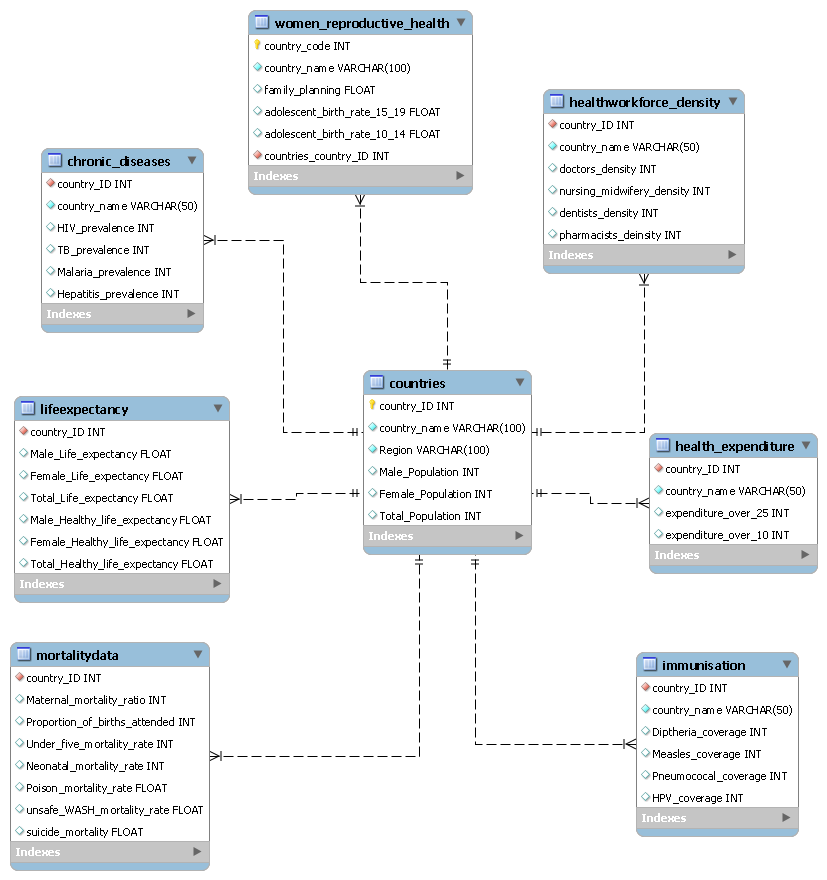 women_reproductive_health
country_code INT
country_name VARCHAR(100)
family_planning FLOAT
adolescent_birth_rate_15_19 FLOAT
adolescent_birth_rate_10_14 FLOAT
countries_country_ID INT
Indexes
healthworkforce_density
country_ID INT
country_name VARCHAR(50)
doctors_density INT
nursing_midwifery_density INT
dentists_density INT
pharmacists_deinsity INT
Indexes
chronic_diseases
country_ID INT
country_name VARCHAR(50)
HIV_prevalence INT
TB_prevalence INT
Malaria_prevalence INT
Hepatitis_prevalence INT
Indexes
countries
country_ID INT
country_name VARCHAR(100)
Region VARCHAR(100)
Male_Population INT
Female_Population INT
Total_Population INT
Indexes
lifeexpectancy
country_ID INT
Male_Life_expectancy FLOAT
Female_Life_expectancy FLOAT
Total_Life_expectancy FLOAT
Male_Healthy_life_expectancy FLOAT
Female_Healthy_life_expectancy FLOAT
Total_Healthy_life_expectancy FLOAT
Indexes
health_expenditure
country_ID INT
country_name VARCHAR(50)
expenditure_over_25 INT
expenditure_over_10 INT
Indexes
mortalitydata
country_ID INT
Maternal_mortality_ratio INT
Proportion_of_births_attended INT
Under_five_mortality_rate INT
Neonatal_mortality_rate INT
Poison_mortality_rate FLOAT
unsafe_WASH_mortality_rate FLOAT
suicide_mortality FLOAT
Indexes
immunisation
country_ID INT
country_name VARCHAR(50)
Diptheria_coverage INT
Measles_coverage INT
Pneumococal_coverage INT
HPV_coverage INT
Indexes